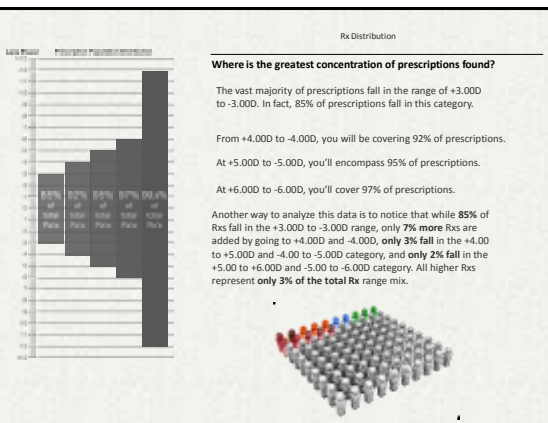 Rx Distribution
Where is the greatest concentration of prescriptions found?
The vast majority of prescriptions fall in the range of +3.00D
to -3.00D. In fact, 85% of prescriptions fall in this category.
From +4.00D to -4.00D, you will be covering 92% of prescriptions.
At +5.00D to -5.00D, you’ll encompass 95% of prescriptions.
At +6.00D to -6.00D, you’ll cover 97% of prescriptions.
Another way to analyze this data is to notice that while 85% of
Rxs fall in the +3.00D to -3.00D range, only 7% more Rxs are
added by going to +4.00D and -4.00D, only 3% fall in the +4.00
to +5.00D and -4.00 to -5.00D category, and only 2% fall in the
+5.00 to +6.00D and -5.00 to -6.00D category. All higher Rxs
represent only 3% of the total Rx range mix.
85% 92% 95% 97%
of of of of of
total total total total total
Rx's Rx's Rx's Rx's Rx's